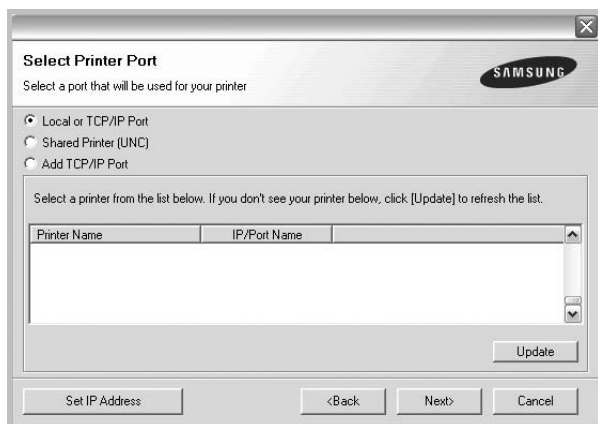 Select Printer Port
Select a port that will be used for your printer
SAMSUNG
Local or TCP/IP Port
Shared Printer (UNC)
Add TCP/IP Port
Select a printer from the list below. If you don't see your printer below, click [Update] to refresh the list.
Printer Name IP/Port Name
Update
Set IP Address <Back Next> Cancel